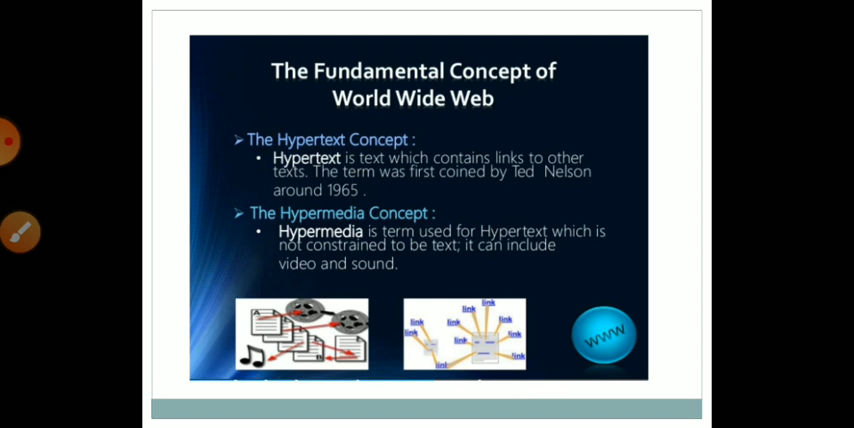 The Fundamental Concept of
World Wide Web
➢ The Hypertext Concept :
• Hypertext is text which contains links to other
texts. The term was first coined by Ted Nelson
around 1965 .
➢ The Hypermedia Concept :
• Hypermedia is term used for Hypertext which is
not constrained to be text; it can include
video and sound.
A
link
link
link
link
link
link
link
link
link
link
www